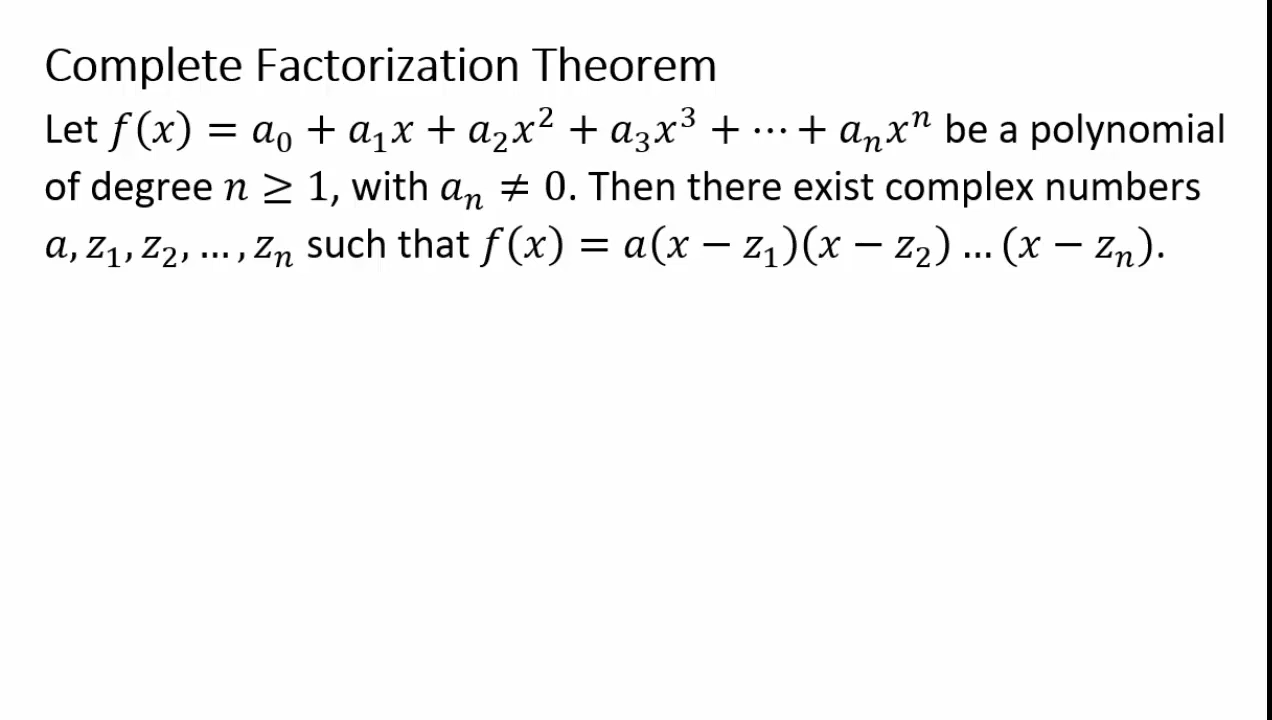 Complete Factorization Theorem
Let f(x) = a₀ + a₁x + a₂x² + a₃x³ + ⋯ + aₙxⁿ be a polynomial
of degree n ≥ 1, with aₙ ≠ 0. Then there exist complex numbers
a, z₁, z₂, … , zₙ such that f(x) = a(x − z₁)(x − z₂) … (x − zₙ).